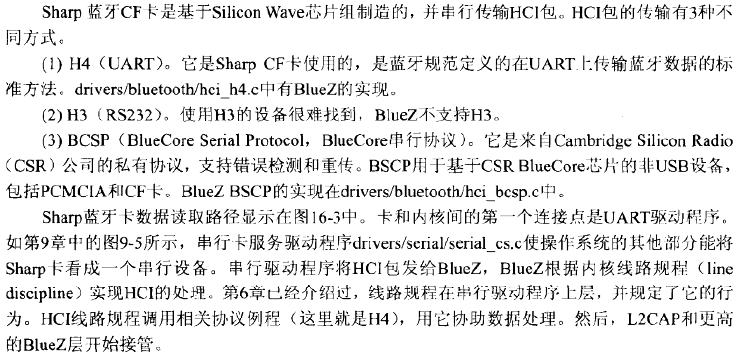 Sharp 蓝牙CF卡是基于Silicon Wave芯片组制造的，并串行传输HCI包。HCI包的传输有3种不
同方式。
(1) H4（UART）。它是Sharp CF卡使用的，是蓝牙规范定义的在UART上传输蓝牙数据的标
准方法。drivers/bluetooth/hci_h4.c中有BlueZ的实现。
(2) H3（RS232）。使用H3的设备很难找到，BlueZ不支持H3。
(3) BCSP（BlueCore Serial Protocol，BlueCore串行协议）。它是来自Cambridge Silicon Radio
（CSR）公司的私有协议，支持错误检测和重传。BSCP用于基于CSR BlueCore芯片的非USB设备，
包括PCMCIA和CF卡。BlueZ BSCP的实现在drivers/bluetooth/hci_bcsp.c中。
Sharp蓝牙卡数据读取路径显示在图16-3中。卡和内核间的第一个连接点是UART驱动程序。
如第9章中的图9-5所示，串行卡服务驱动程序drivers/serial/serial_cs.c使操作系统的其他部分能将
Sharp卡看成一个串行设备。串行驱动程序将HCI包发给BlueZ，BlueZ根据内核线路规程（line
discipline）实现HCI的处理。第6章已经介绍过，线路规程在串行驱动程序上层，并规定了它的行
为。HCI线路规程调用相关协议例程（这里就是H4），用它协助数据处理。然后，L2CAP和更高
的BlueZ层开始接管。